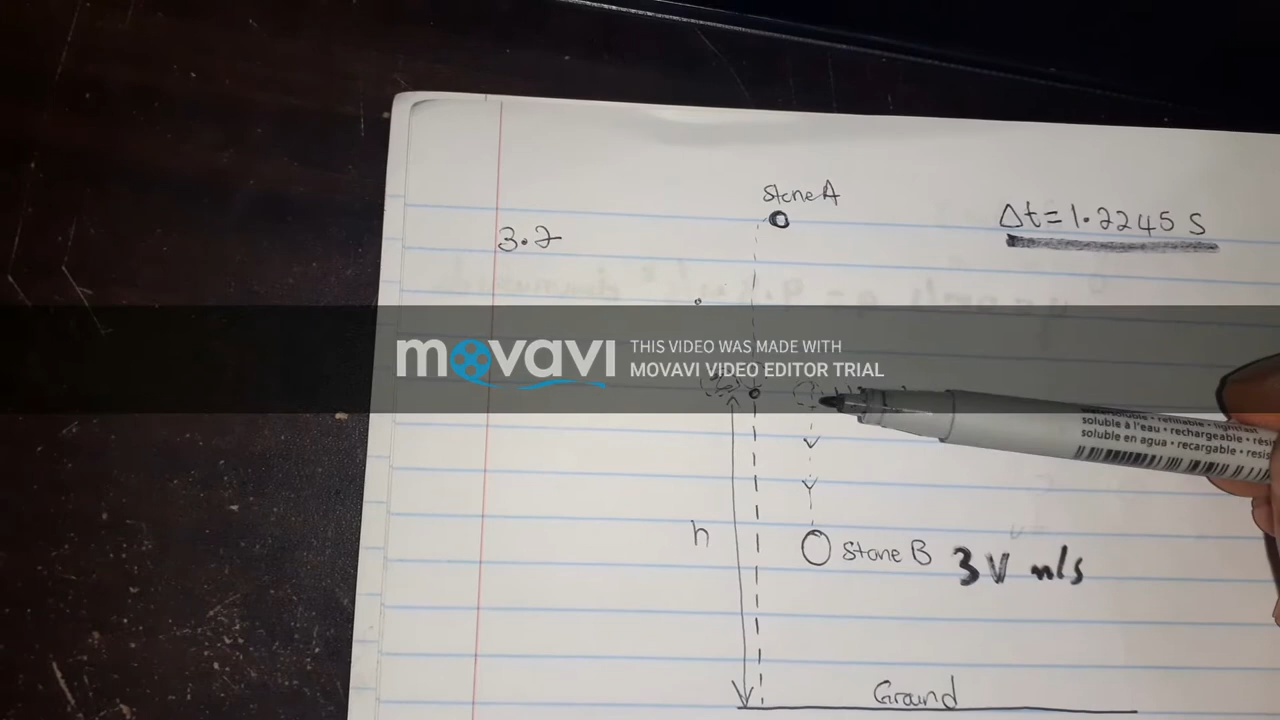 Stone A
Δt = 1.2245 s
3.7
movavi
THIS VIDEO WAS MADE WITH
MOVAVI VIDEO EDITOR TRIAL
soluble à l'eau • rechargeable •
soluble en agua • recargable •
h
Stone B 3V m/s
Ground